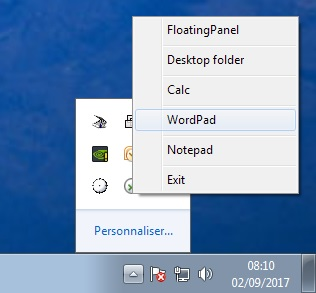 FloatingPanel
Desktop folder
Calc
WordPad
Notepad
Exit
Personnaliser...
08:10
02/09/2017